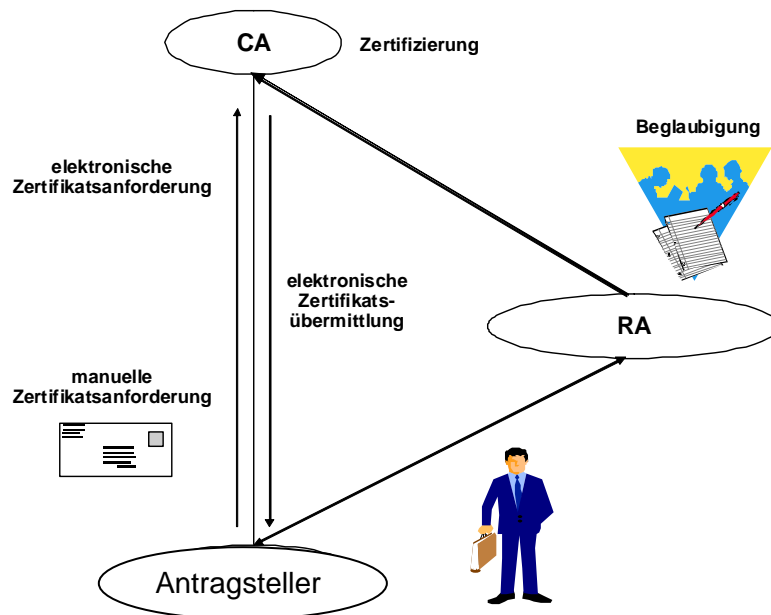 CA
Zertifizierung
Beglaubigung
elektronische
Zertifikatsanforderung
elektronische
Zertifikats-
übermittlung
RA
manuelle
Zertifikatsanforderung
Antragsteller